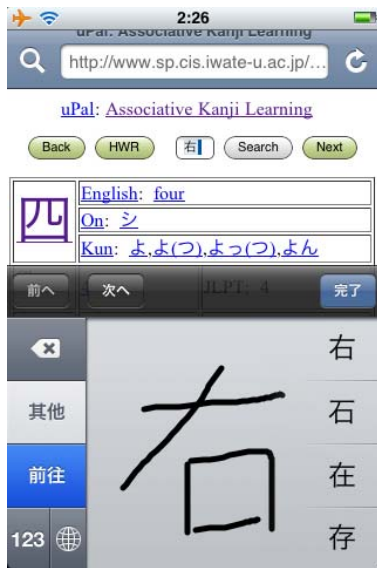 2:26
uPal: Associative Kanji Learning
http://www.sp.cis.iwate-u.ac.jp/...
uPal: Associative Kanji Learning
Back HWR 右 Search Next
四
English: four
On: シ
Kun: よ,よ(つ),よっ(つ),よん
JLPT: 4
前へ 次へ 完了
右
其他 石
前往 在
123 存
右